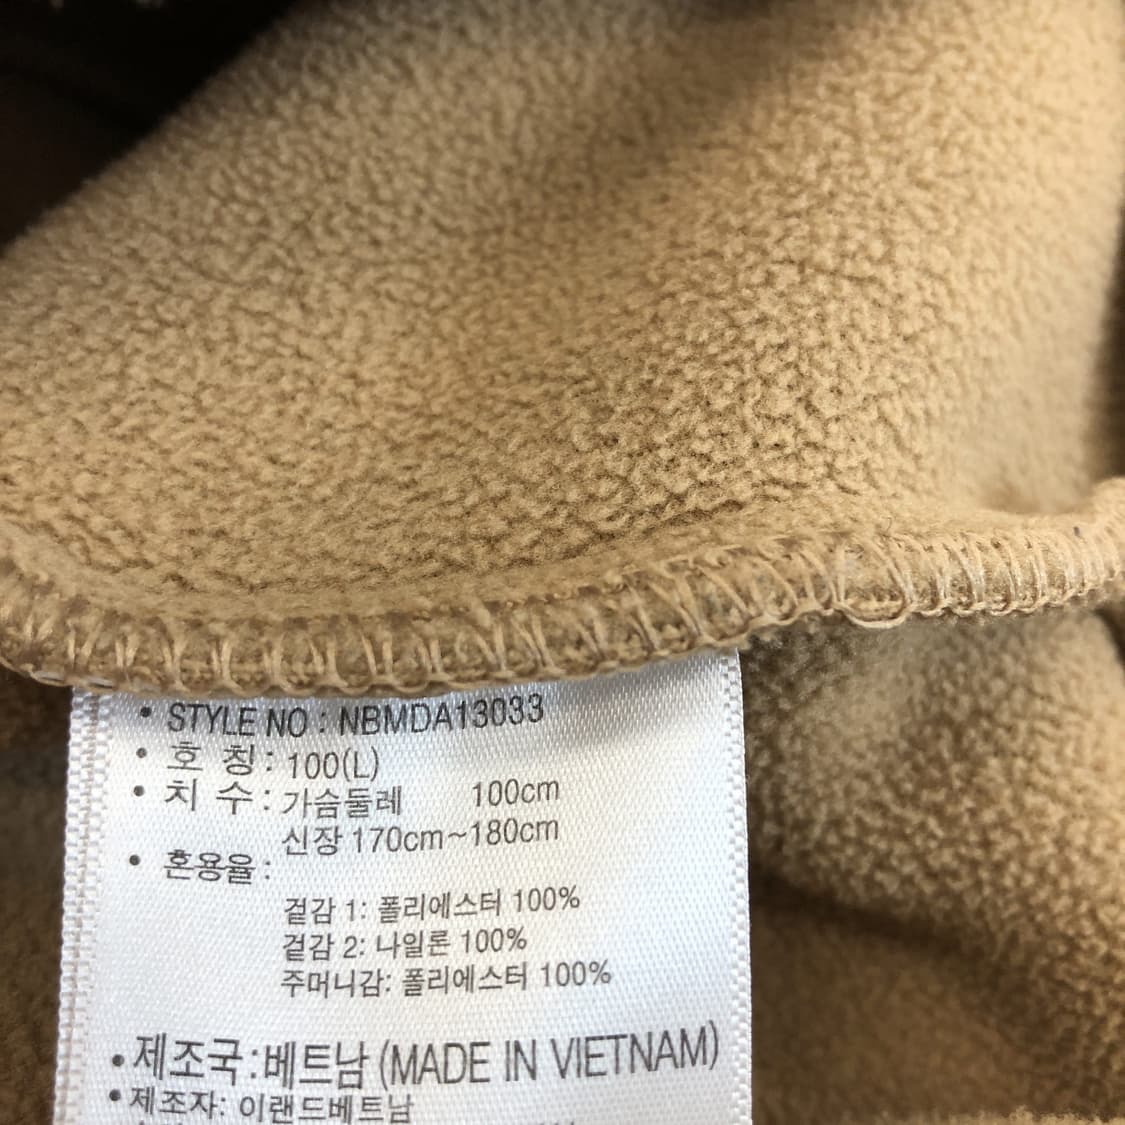 • STYLE NO : NBMDA13033
• 호 칭 : 100(L)
• 치 수 : 가슴둘레 100cm
신장 170cm~180cm
• 혼용율 :
겉감 1: 폴리에스터 100%
겉감 2: 나일론 100%
주머니감: 폴리에스터 100%
• 제조국 : 베트남 (MADE IN VIETNAM)
• 제조자: 이랜드베트남